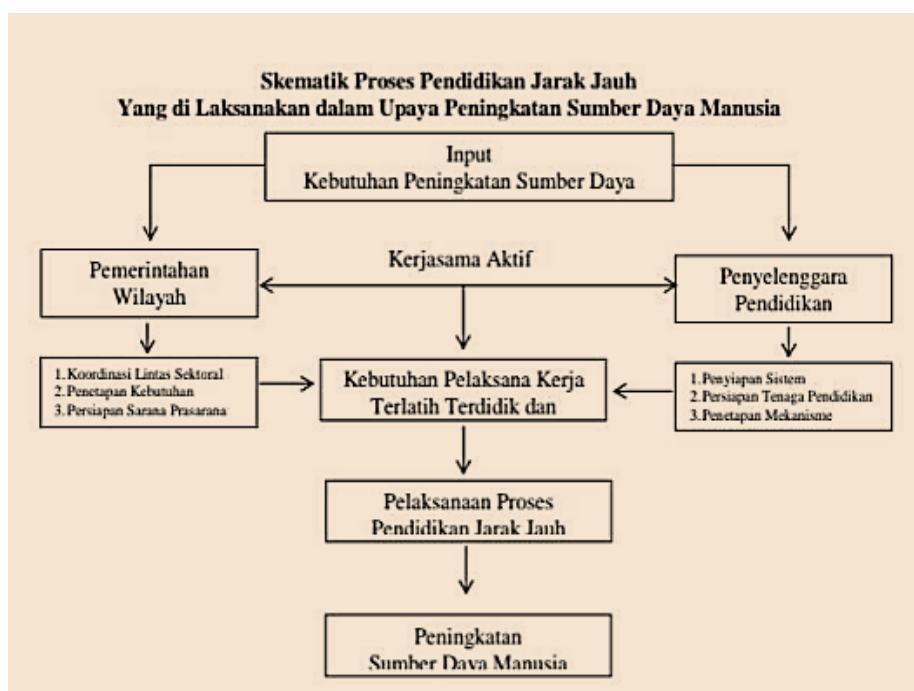 Skematik Proses Pendidikan Jarak Jauh
Yang di Laksanakan dalam Upaya Peningkatan Sumber Daya Manusia
Input
Kebutuhan Peningkatan Sumber Daya
Pemerintahan
Wilayah
Kerjasama Aktif
Penyelenggara
Pendidikan
1.Koordinasi Lintas Sektoral
2.Penetapan Kebutuhan
3.Persiapan Sarana Prasarana
Kebutuhan Pelaksana Kerja
Terlatih Terdidik dan
1.Penyiapan Sistem
2.Persiapan Tenaga Pendidikan
3.Penetapan Mekanisme
Pelaksanaan Proses
Pendidikan Jarak Jauh
Peningkatan
Sumber Daya Manusia